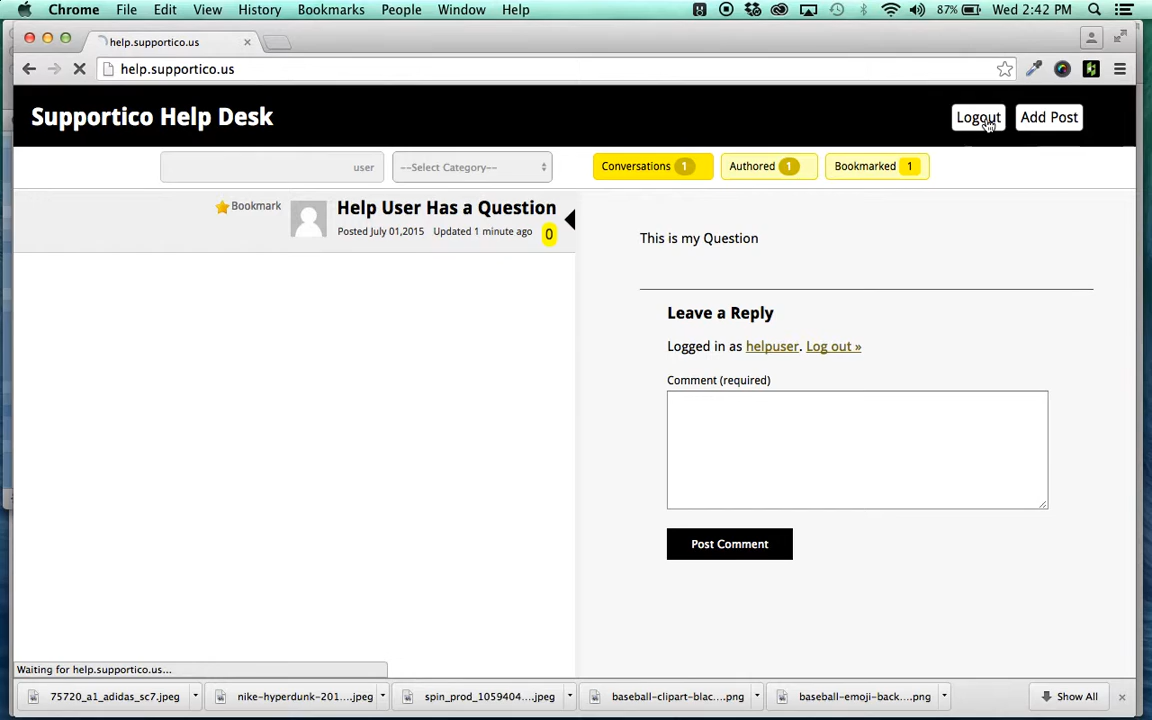 Chrome File Edit View History Bookmarks People Window Help 87% Wed 2:42 PM
help.supportico.us
help.supportico.us
Supportico Help Desk Logout Add Post
user --Select Category-- Conversations 1 Authored 1 Bookmarked 1
Bookmark Help User Has a Question
Posted July 01,2015 Updated 1 minute ago 0
This is my Question
Leave a Reply
Logged in as helpuser. Log out »
Comment (required)
Post Comment
Waiting for help.supportico.us...
75720_a1_adidas_sc7.jpeg nike-hyperdunk-201....jpeg spin_prod_1059404....jpeg baseball-clipart-blac....png baseball-emoji-back....png Show All